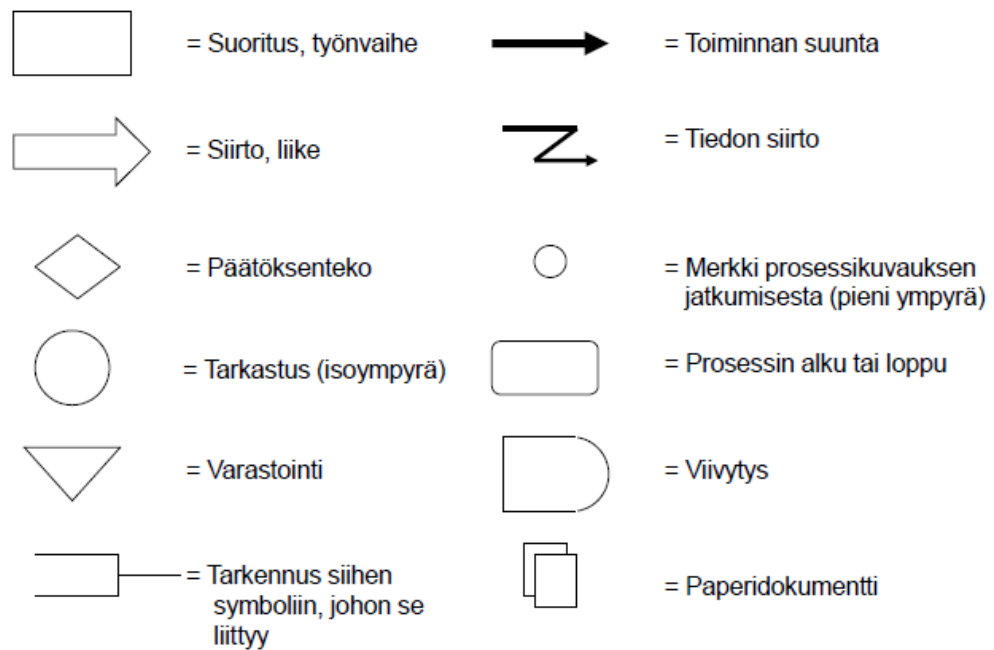 = Suoritus, työnvaihe
= Toiminnan suunta
= Siirto, liike
= Tiedon siirto
= Päätöksenteko
= Merkki prosessikuvauksen
jatkumisesta (pieni ympyrä)
= Tarkastus (isoympyrä)
= Prosessin alku tai loppu
= Varastointi
= Viivytys
= Tarkennus siihen
symboliin, johon se
liittyy
= Paperidokumentti